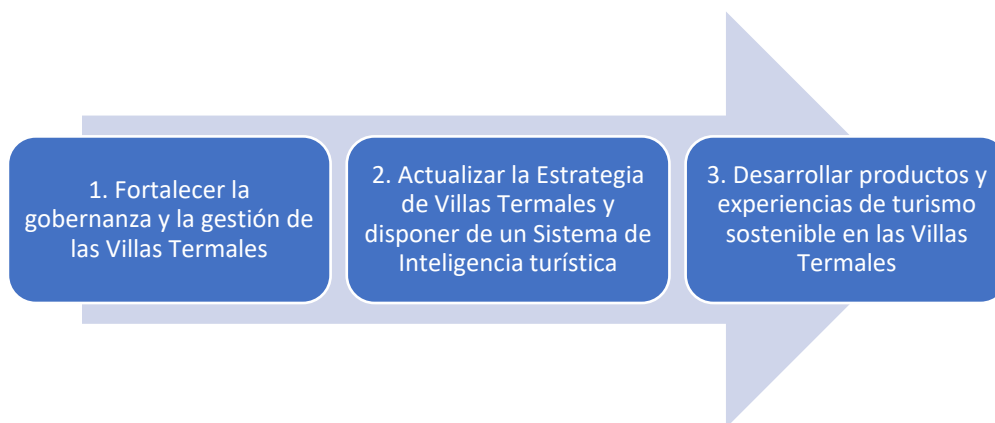 1. Fortalecer la
gobernanza y la gestión de
las Villas Termales
2. Actualizar la Estrategia
de Villas Termales y
disponer de un Sistema de
Inteligencia turística
3. Desarrollar productos y
experiencias de turismo
sostenible en las Villas
Termales